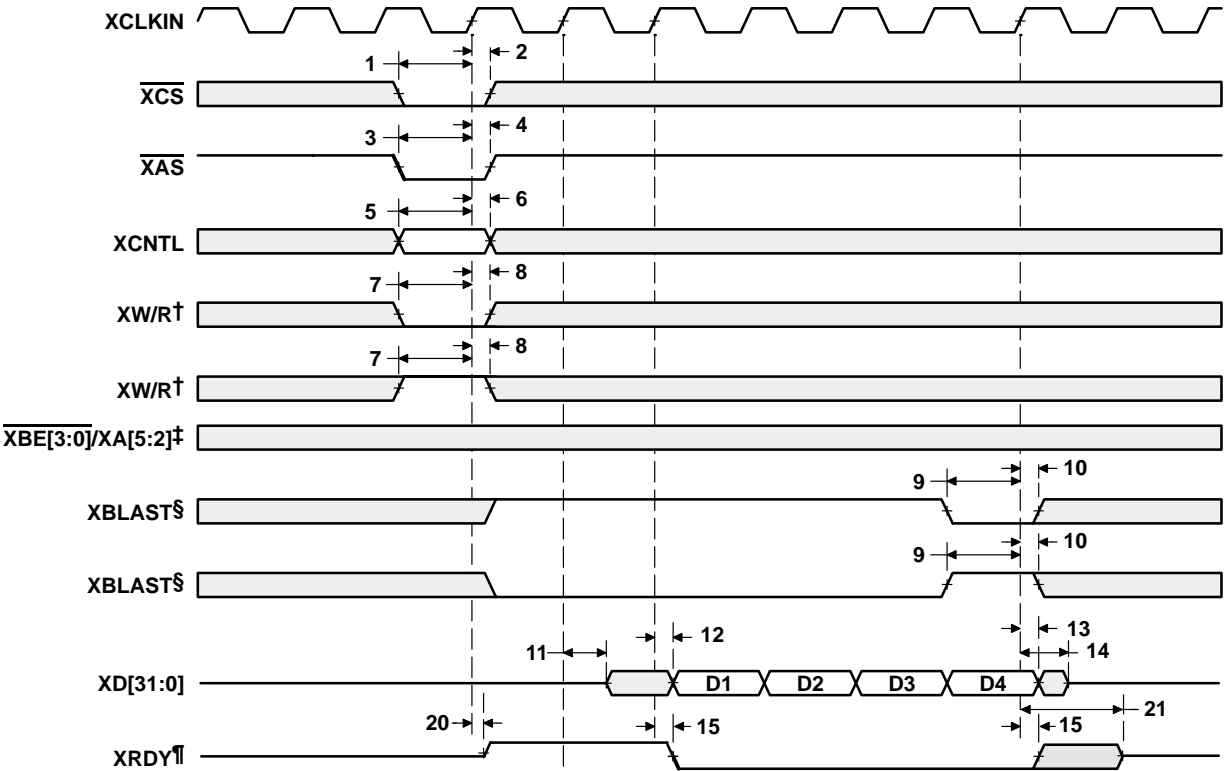 XCLKIN
1 2
XCS
3 4
XAS
5 6
XCNTL
7 8
XW/R†
7 8
XW/R†
XBE[3:0]/XA[5:2]‡
9 10
XBLAST§
9 10
XBLAST§
11 12 13
14
XD[31:0] D1 D2 D3 D4
20 15 15 21
XRDY¶